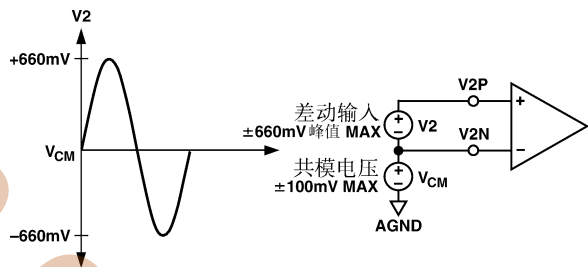 V2
+660mV
VCM
−660mV
差动输入
±660mV 峰值 MAX
V2
共模电压
±100mV MAX
VCM
AGND
V2P
V2N
+
−
+
−
+
−